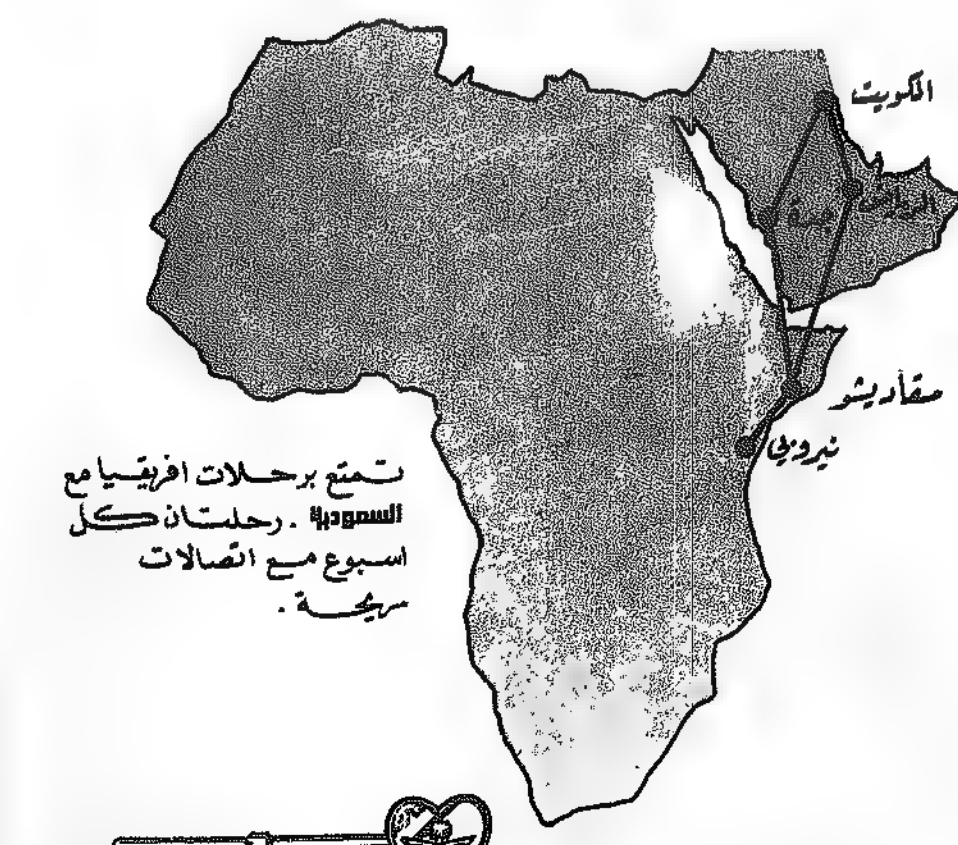 الكويت
الرياض
جدة
مقاديشو
نيروبي
تمتع برحلات افريقيا مع
السعودية . رحلتان كل
اسبوع مع اتصالات
مريحة .